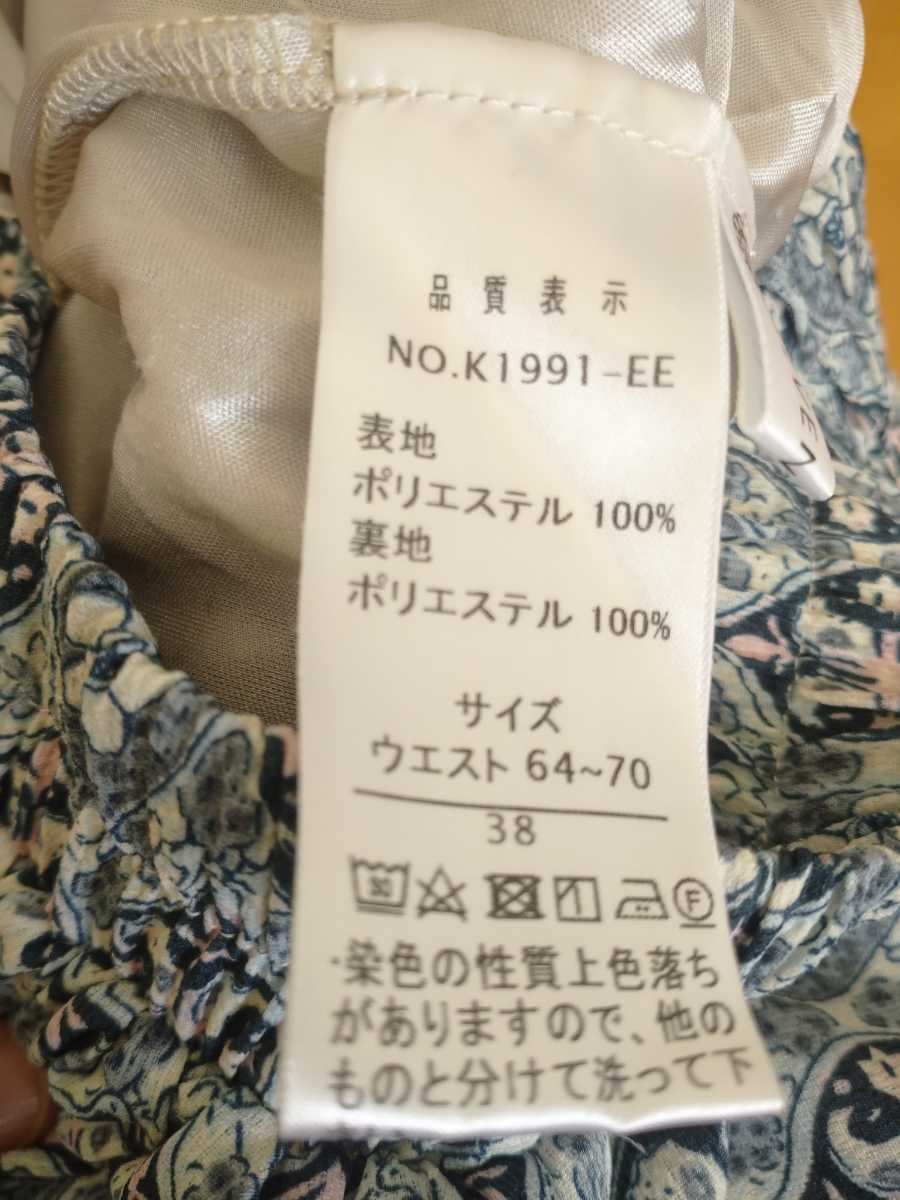 品質表示
NO.K1991-EE
表地
ポリエステル 100%
裏地
ポリエステル 100%
サイズ
ウエスト 64~70
38
30
F
・染色の性質上色落ち
がありますので、他の
ものと分けて洗って下